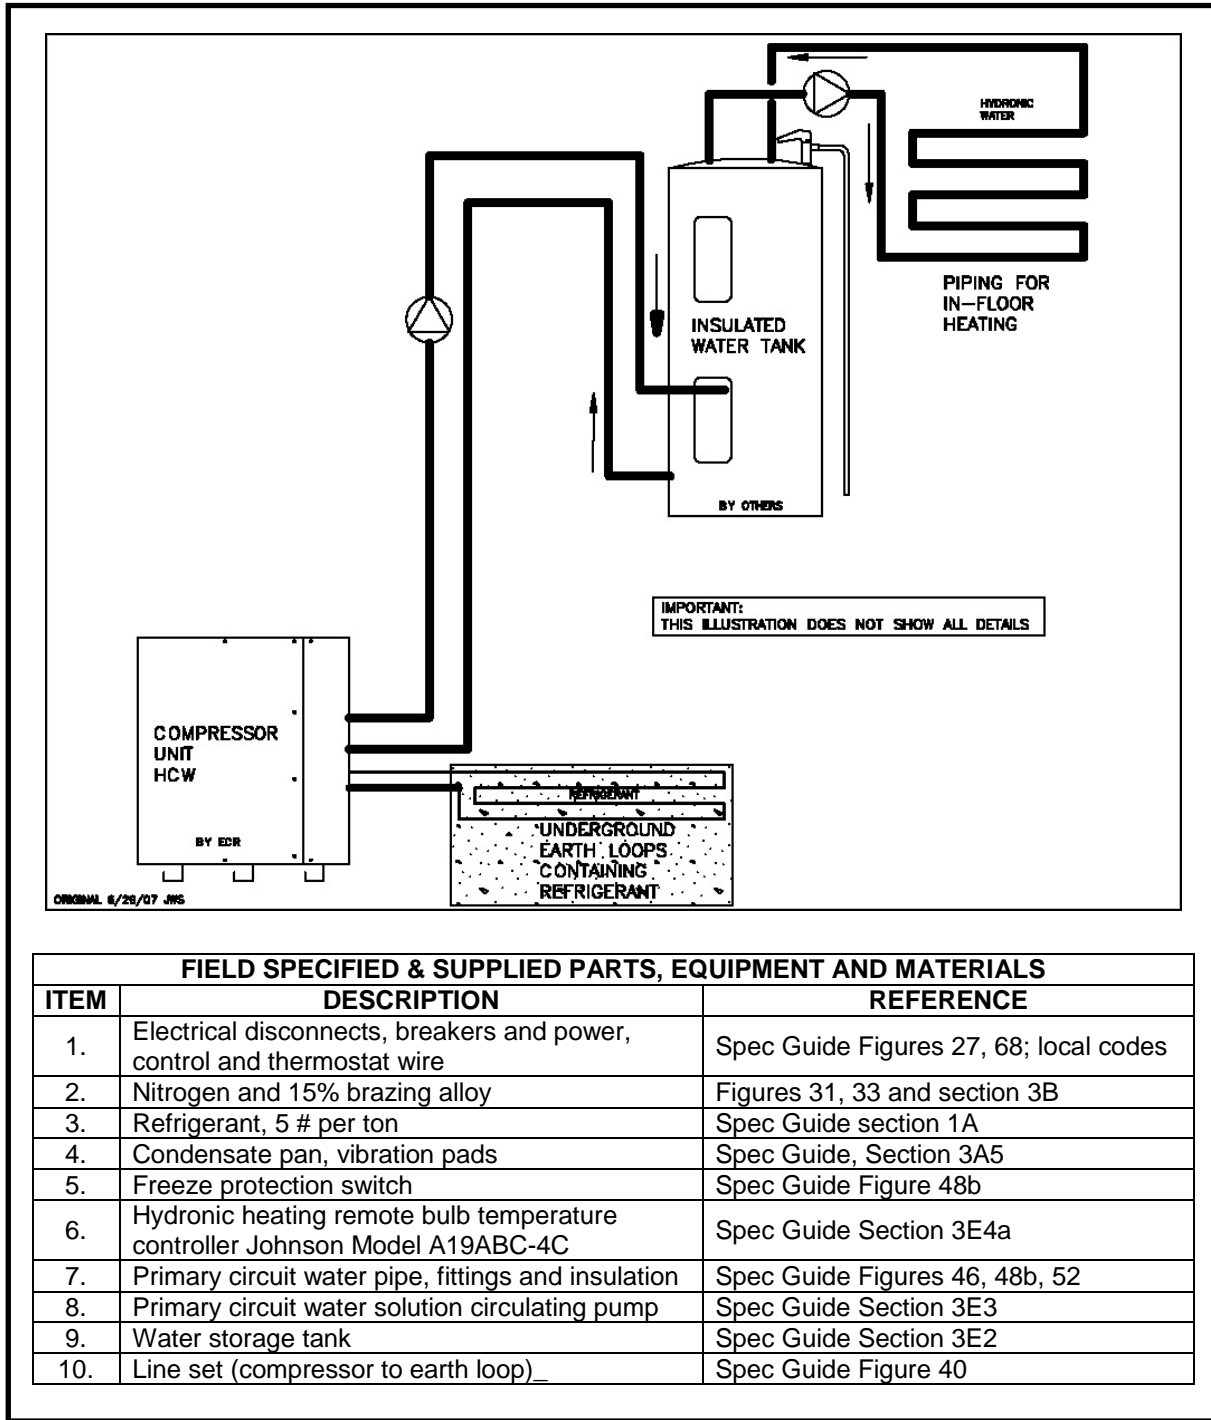 HYDRONIC
WATER
PIPING FOR
IN-FLOOR
HEATING
INSULATED
WATER TANK
BY OTHERS
IMPORTANT:
THIS ILLUSTRATION DOES NOT SHOW ALL DETAILS
COMPRESSOR
UNIT
HCW
BY ECR
REFRIGERANT
UNDERGROUND
EARTH LOOPS
CONTAINING
REFRIGERANT
ORIGINAL 6/26/07 JWS
FIELD SPECIFIED & SUPPLIED PARTS, EQUIPMENT AND MATERIALS
ITEM DESCRIPTION REFERENCE
1. Electrical disconnects, breakers and power, control and thermostat wire Spec Guide Figures 27, 68; local codes
2. Nitrogen and 15% brazing alloy Figures 31, 33 and section 3B
3. Refrigerant, 5 # per ton Spec Guide section 1A
4. Condensate pan, vibration pads Spec Guide, Section 3A5
5. Freeze protection switch Spec Guide Figure 48b
6. Hydronic heating remote bulb temperature controller Johnson Model A19ABC-4C Spec Guide Section 3E4a
7. Primary circuit water pipe, fittings and insulation Spec Guide Figures 46, 48b, 52
8. Primary circuit water solution circulating pump Spec Guide Section 3E3
9. Water storage tank Spec Guide Section 3E2
10. Line set (compressor to earth loop)_ Spec Guide Figure 40